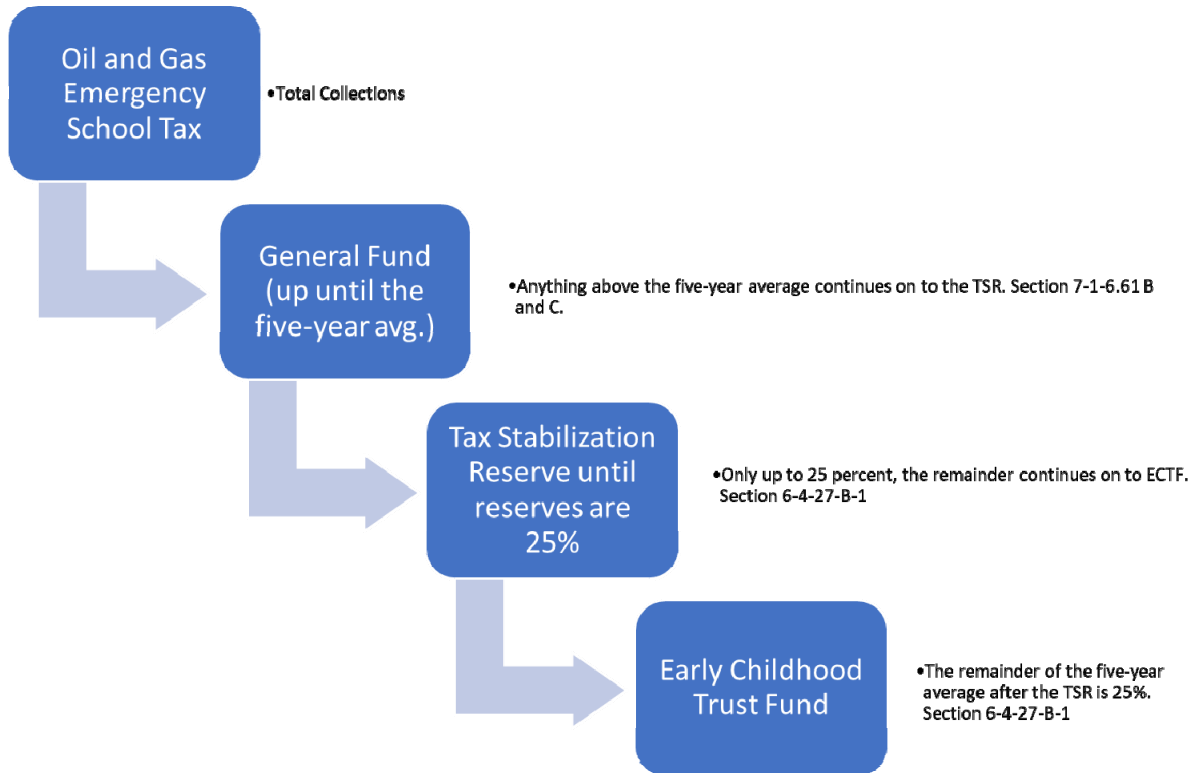 Oil and Gas
Emergency
School Tax
•Total Collections
General Fund
(up until the
five-year avg.)
•Anything above the five-year average continues on to the TSR. Section 7-1-6.61 B
and C.
Tax Stabilization
Reserve until
reserves are
25%
•Only up to 25 percent, the remainder continues on to ECTF.
Section 6-4-27-B-1
Early Childhood
Trust Fund
•The remainder of the five-year
average after the TSR is 25%.
Section 6-4-27-B-1